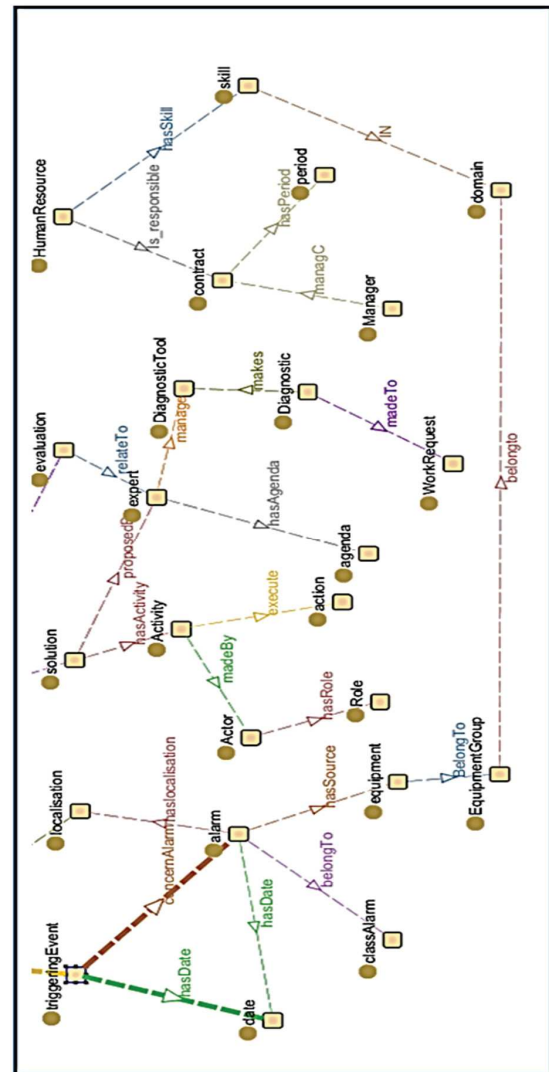 triggeringEvent
localisation
solution
evaluation
HumanResource
concernAlarm
haslocalisation
hasActivity
relateTo
Is_responsible
hasSkill
hasDate
Activity
expert
manage
DiagnosticTool
contract
skill
date
alarm
Actor
madeBy
hasDate
hasRole
execute
hasAgenda
makes
Diagnostic
managC
hasPeriod
period
belongTo
hasSource
action
agenda
madeTo
Manager
IN
classAlarm
equipment
Role
WorkRequest
BelongTo
EquipmentGroup
belongto
domain